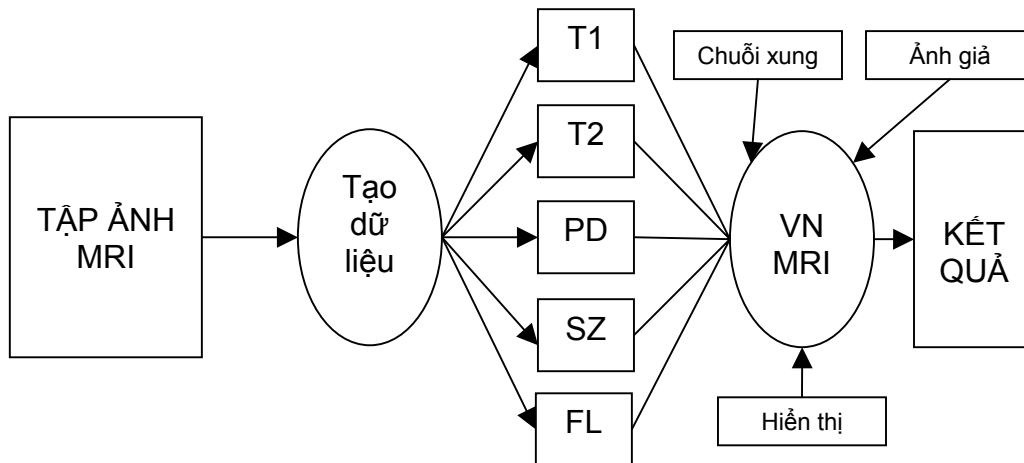 TẬP ẢNH
MRI
Tạo
dữ
liệu
T1
T2
PD
SZ
FL
Chuỗi xung
Ảnh giả
VN
MRI
Hiển thị
KẾT
QUẢ